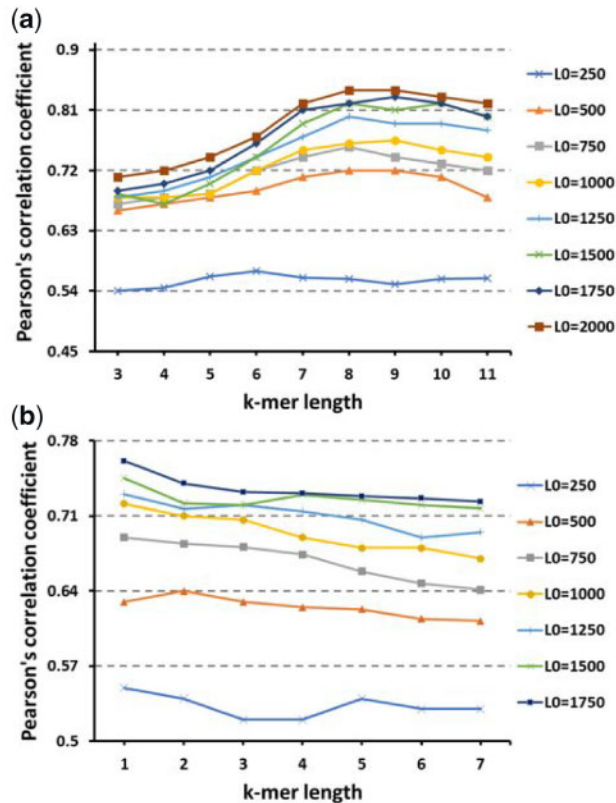 (a)
Pearson's correlation coefficient
0.9
0.81
0.72
0.63
0.54
0.45
3 4 5 6 7 8 9 10 11
k-mer length
L0=250
L0=500
L0=750
L0=1000
L0=1250
L0=1500
L0=1750
L0=2000
(b)
Pearson's correlation coefficient
0.78
0.71
0.64
0.57
0.5
1 2 3 4 5 6 7
k-mer length
L0=250
L0=500
L0=750
L0=1000
L0=1250
L0=1500
L0=1750